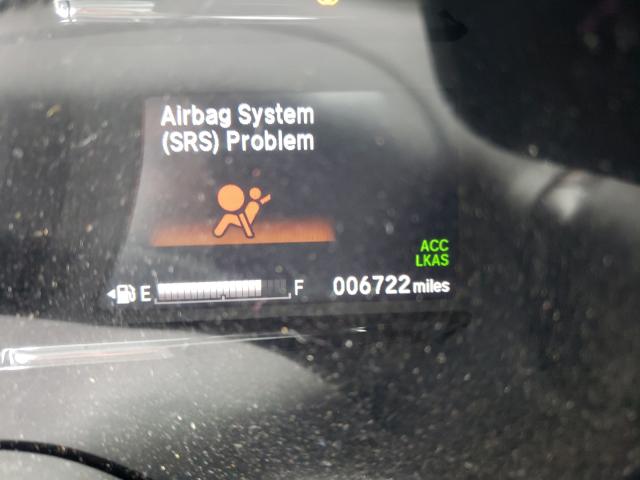 Airbag System
(SRS) Problem
ACC
LKAS
E F 006722 miles